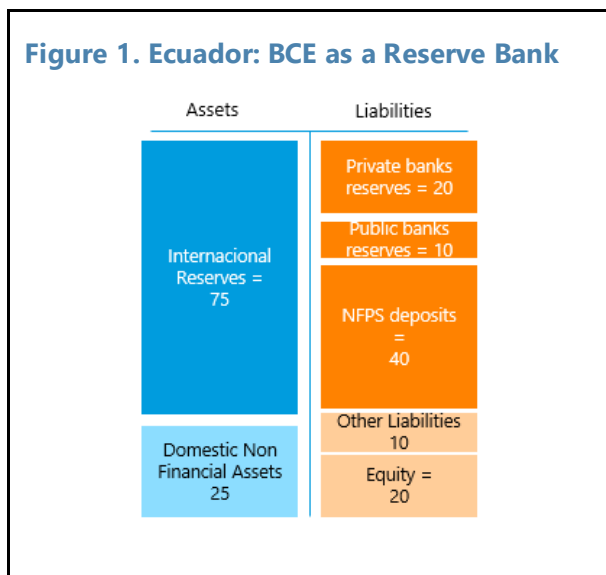 Figure 1. Ecuador: BCE as a Reserve Bank
Assets
Liabilities
Internacional
Reserves =
75
Domestic Non
Financial Assets
25
Private banks
reserves = 20
Public banks
reserves = 10
NFPS deposits
=
40
Other Liabilities
10
Equity =
20